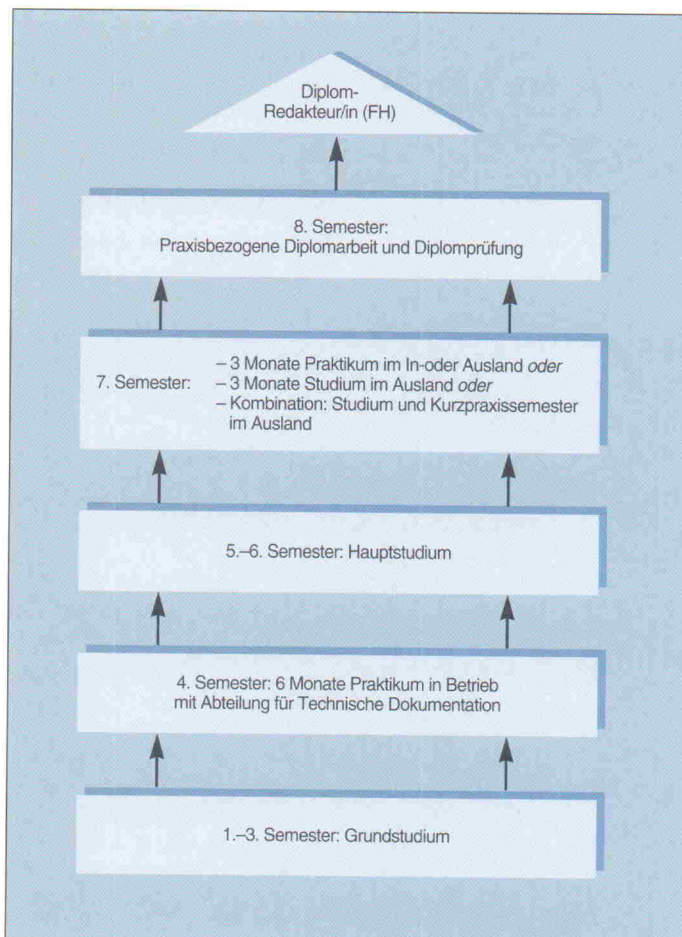 Diplom-
Redakteur/in (FH)
8. Semester:
Praxisbezogene Diplomarbeit und Diplomprüfung
7. Semester:
– 3 Monate Praktikum im In-oder Ausland oder
– 3 Monate Studium im Ausland oder
– Kombination: Studium und Kurzpraxissemester
im Ausland
5.–6. Semester: Hauptstudium
4. Semester: 6 Monate Praktikum in Betrieb
mit Abteilung für Technische Dokumentation
1.–3. Semester: Grundstudium